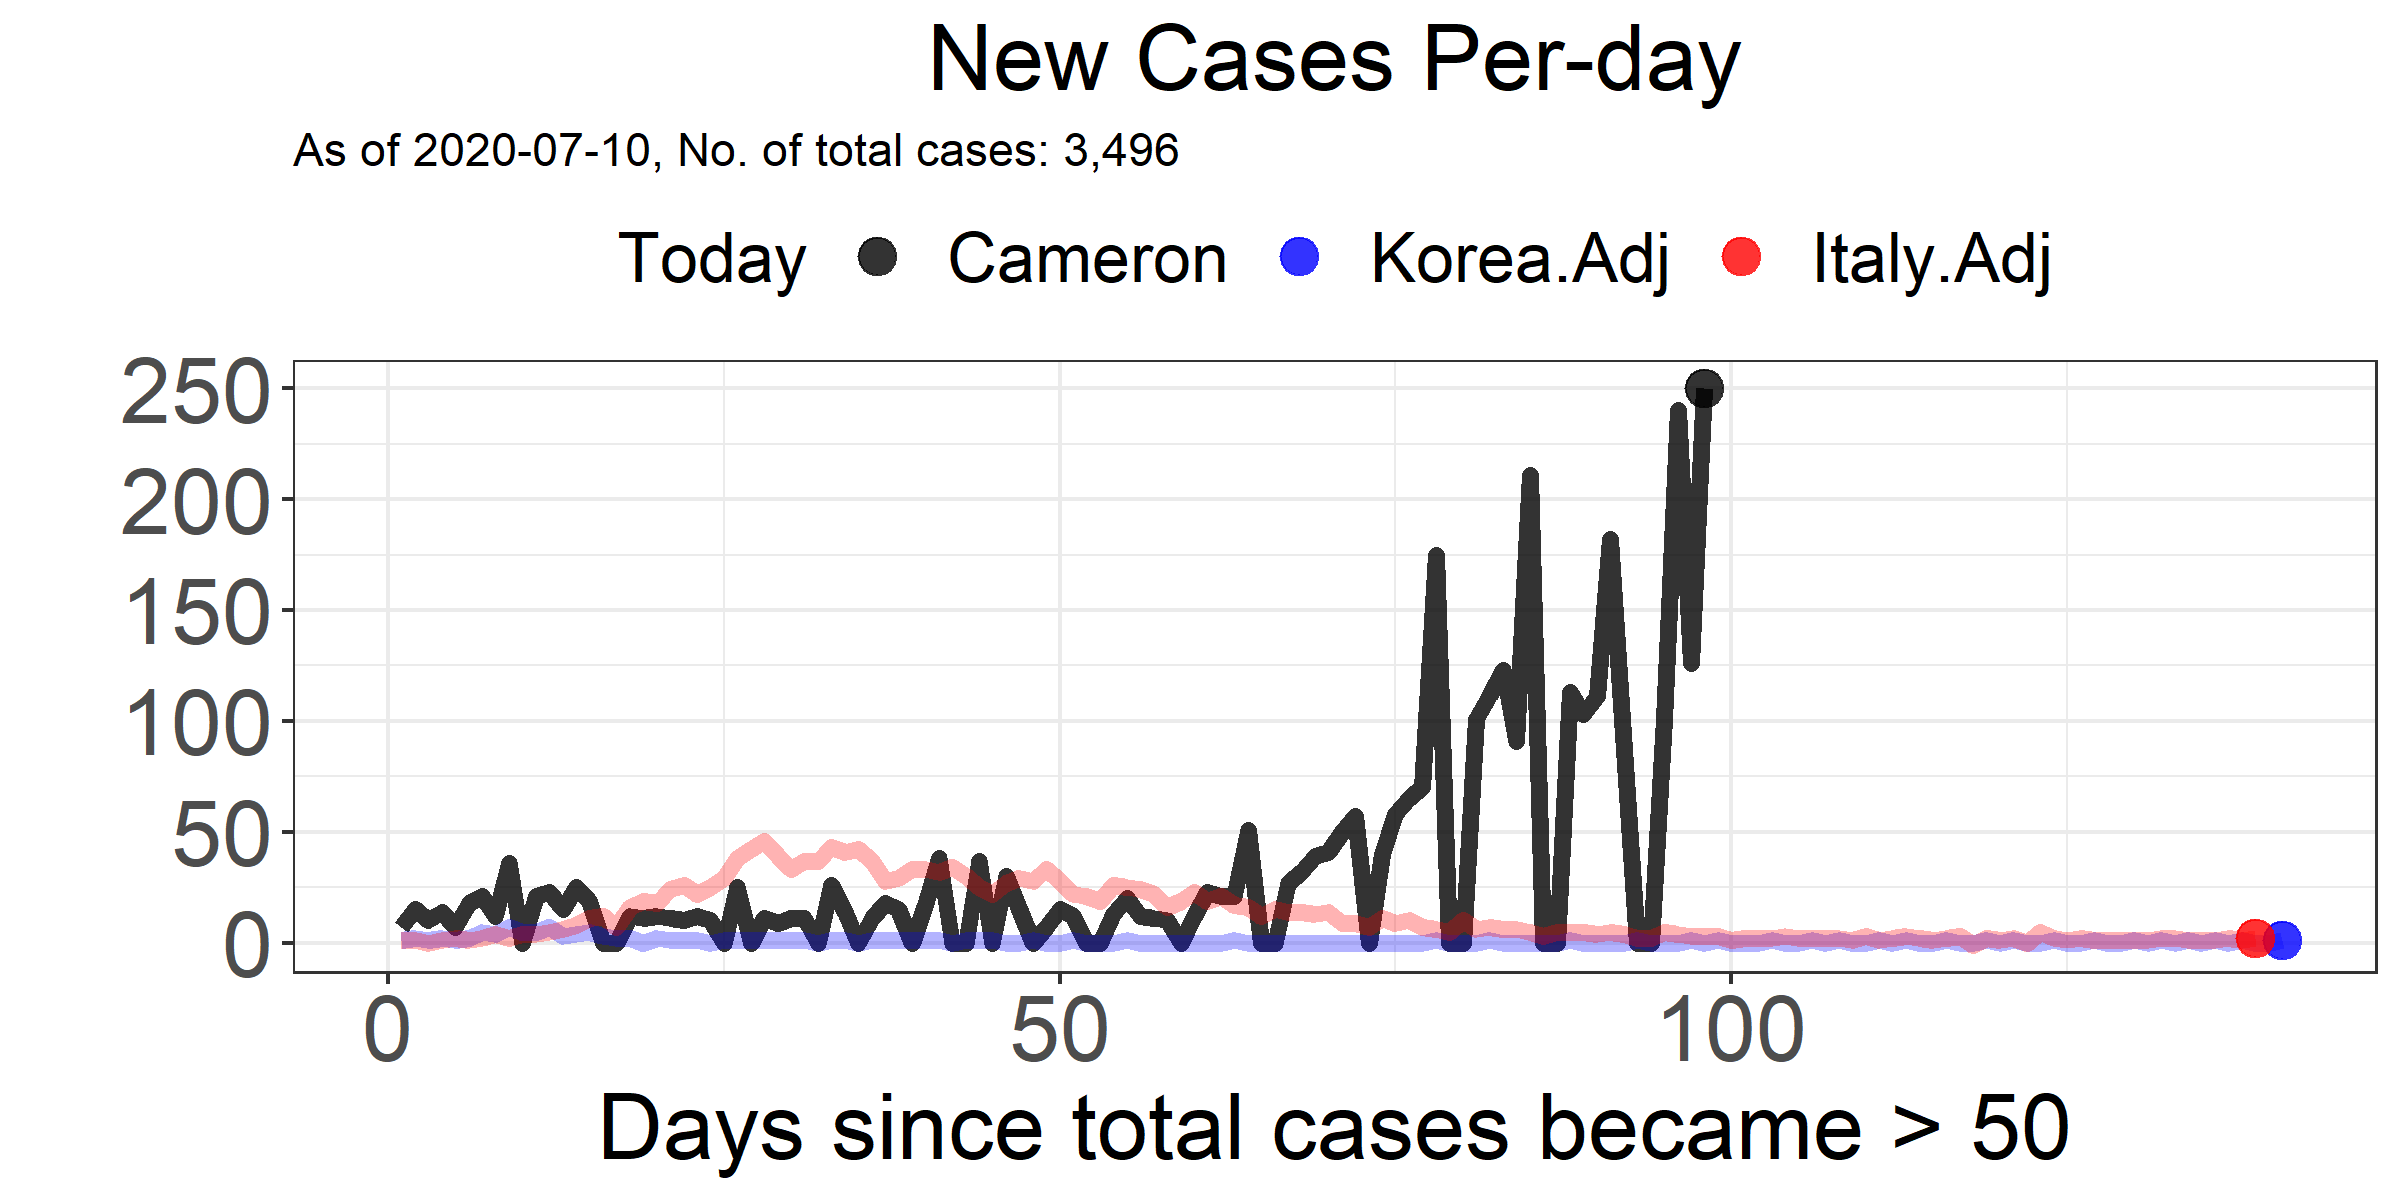 New Cases Per-day
As of 2020-07-10, No. of total cases: 3,496
Today Cameron Korea.Adj Italy.Adj
250
200
150
100
50
0
0 50 100
Days since total cases became > 50